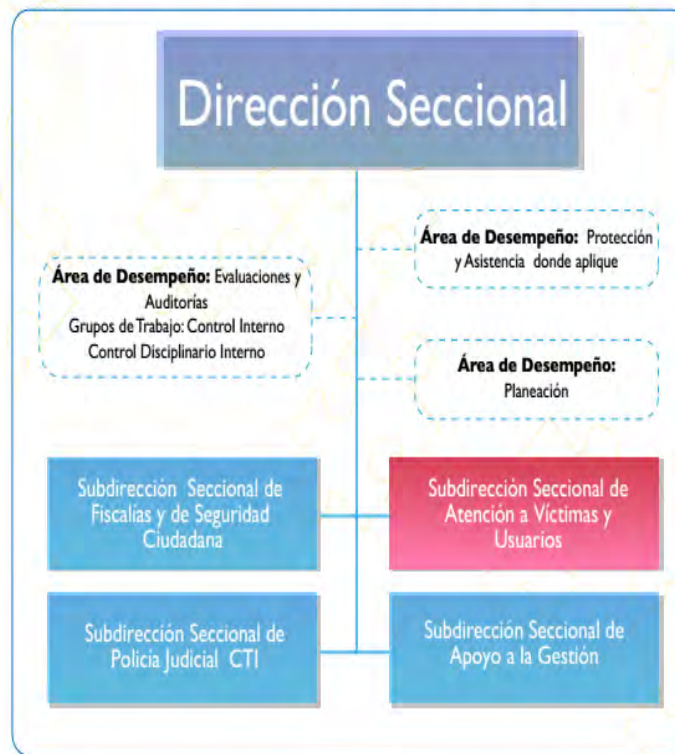 Dirección Seccional
Área de Desempeño: Protección
y Asistencia donde aplique
Área de Desempeño: Evaluaciones y
Auditorías
Grupos de Trabajo: Control Interno
Control Disciplinario Interno
Área de Desempeño:
Planeación
Subdirección Seccional de
Fiscalías y de Seguridad
Ciudadana
Subdirección Seccional de
Atención a Víctimas y
Usuarios
Subdirección Seccional de
Policía Judicial CTI
Subdirección Seccional de
Apoyo a la Gestión